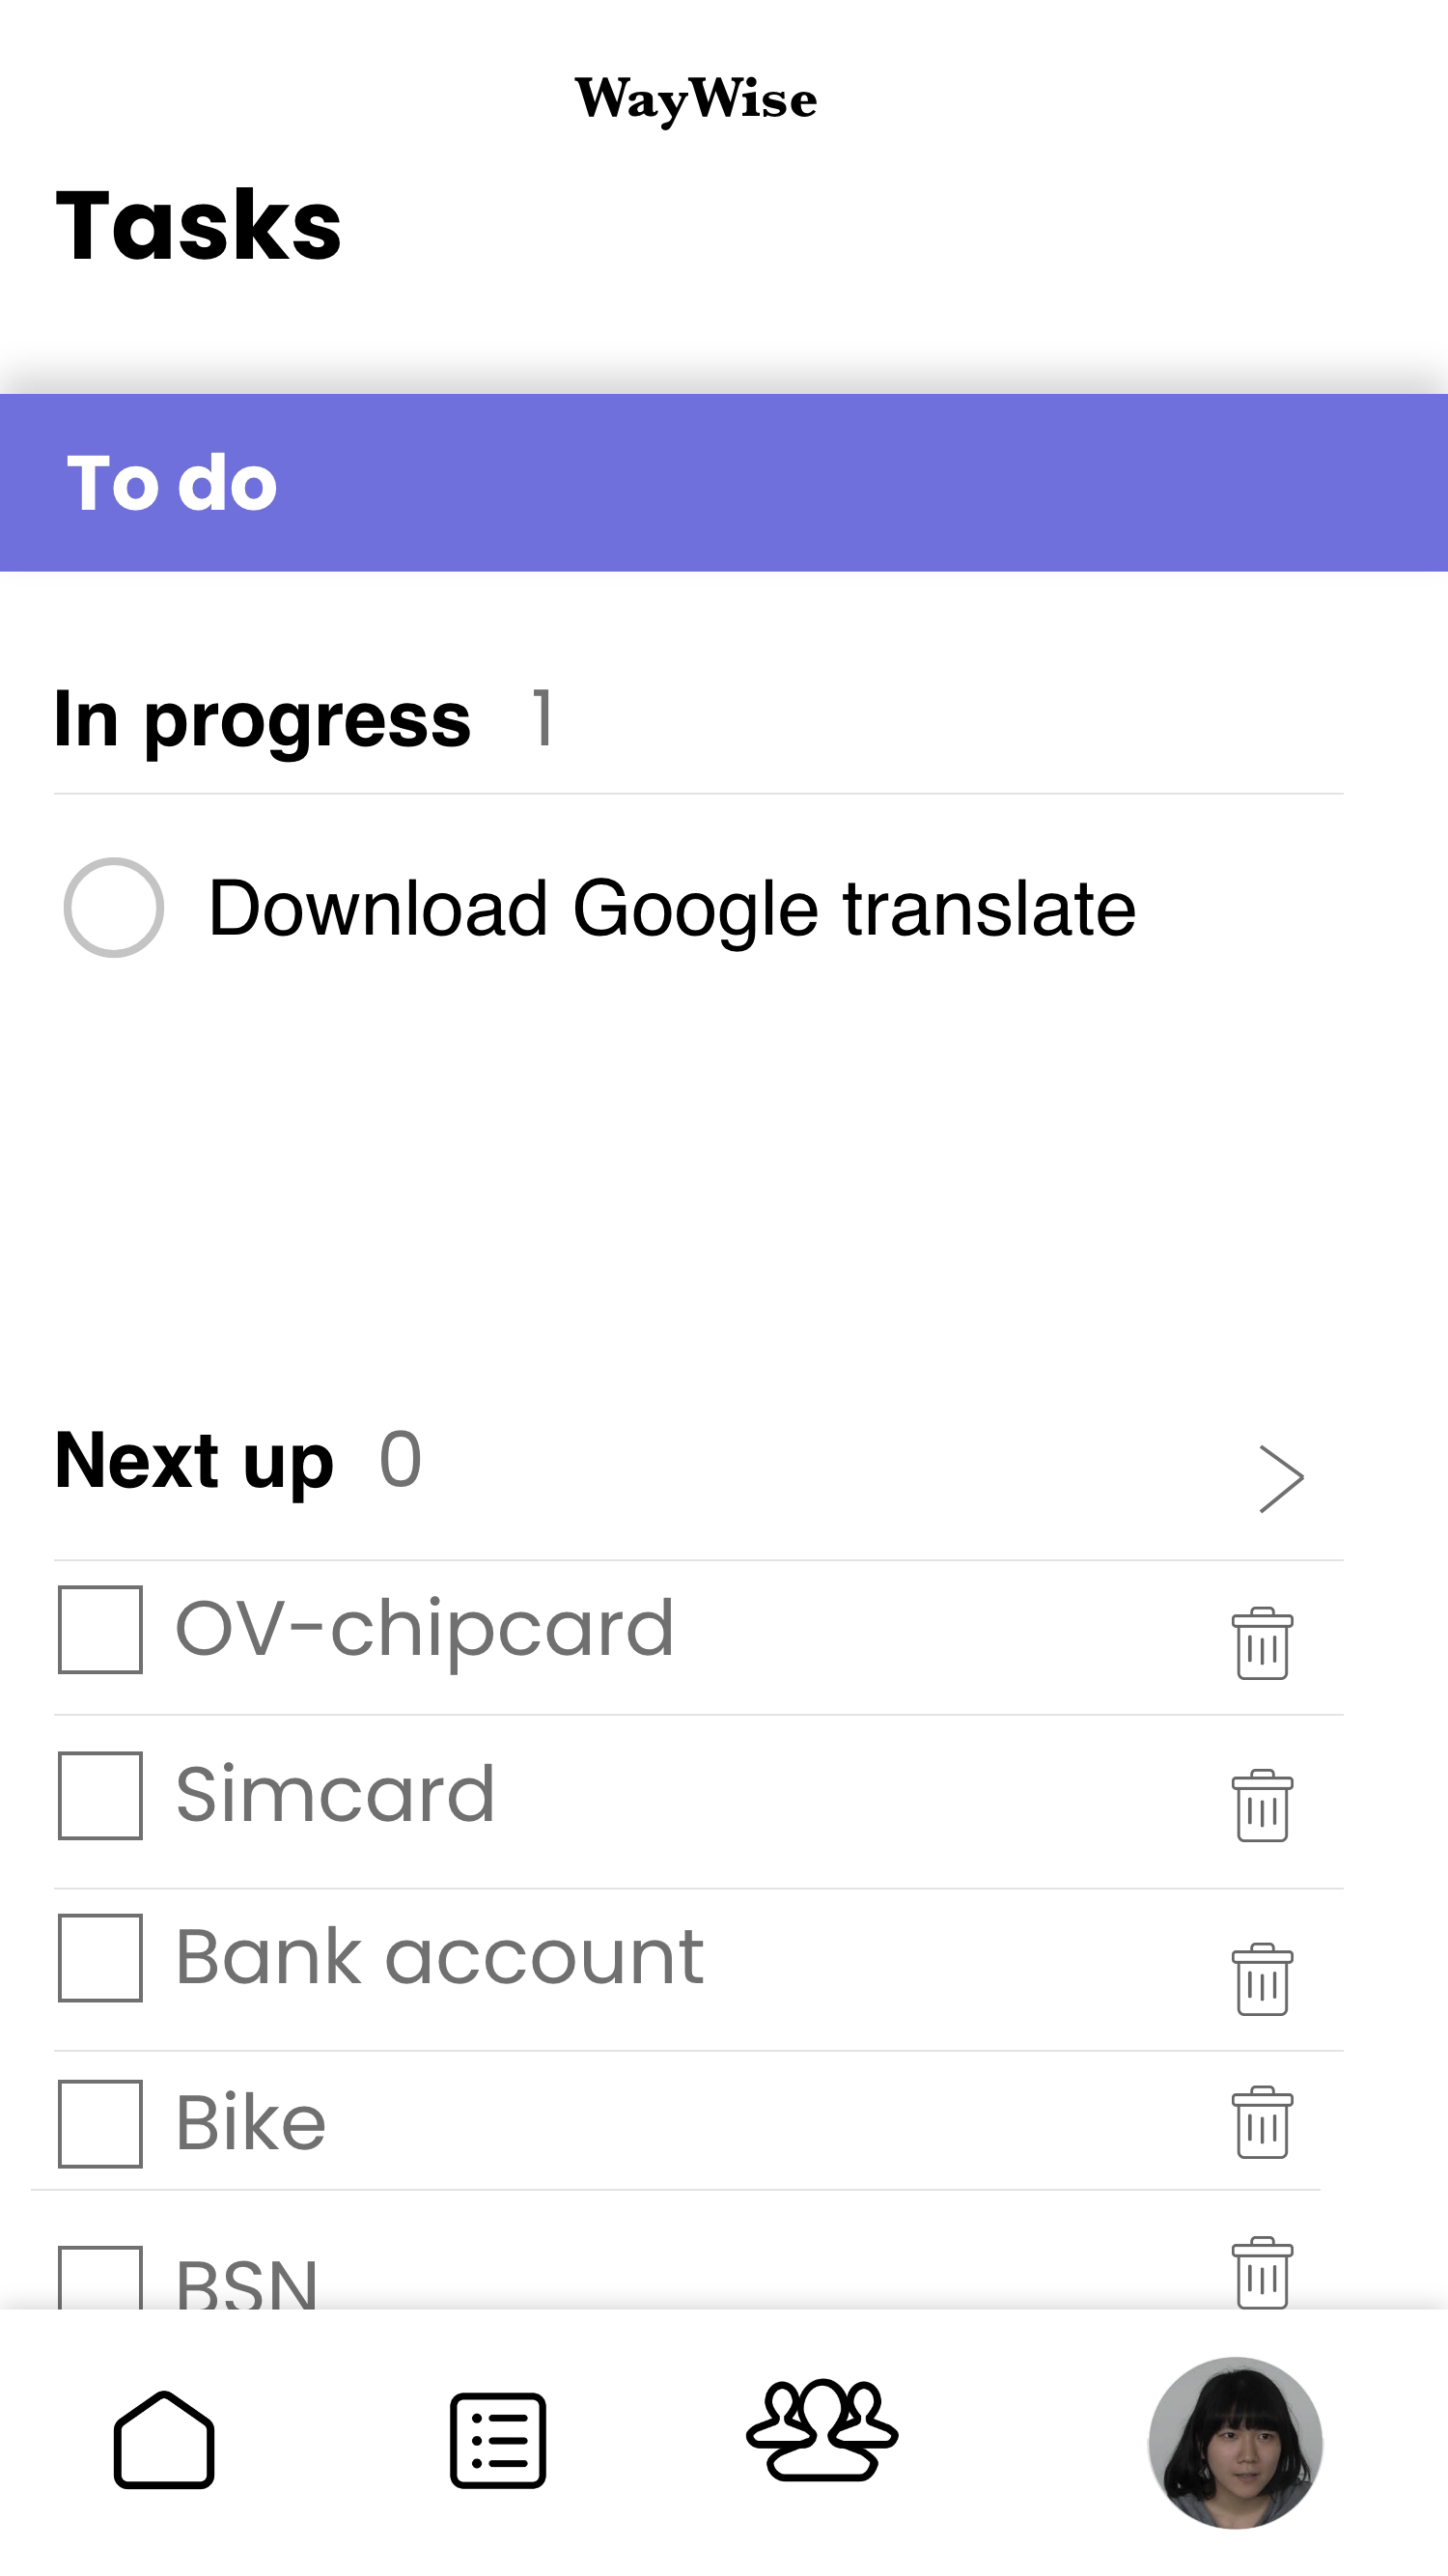 WayWise
Tasks
To do
In progress 1
Download Google translate
Next up 0
OV-chipcard
Simcard
Bank account
Bike
BSN